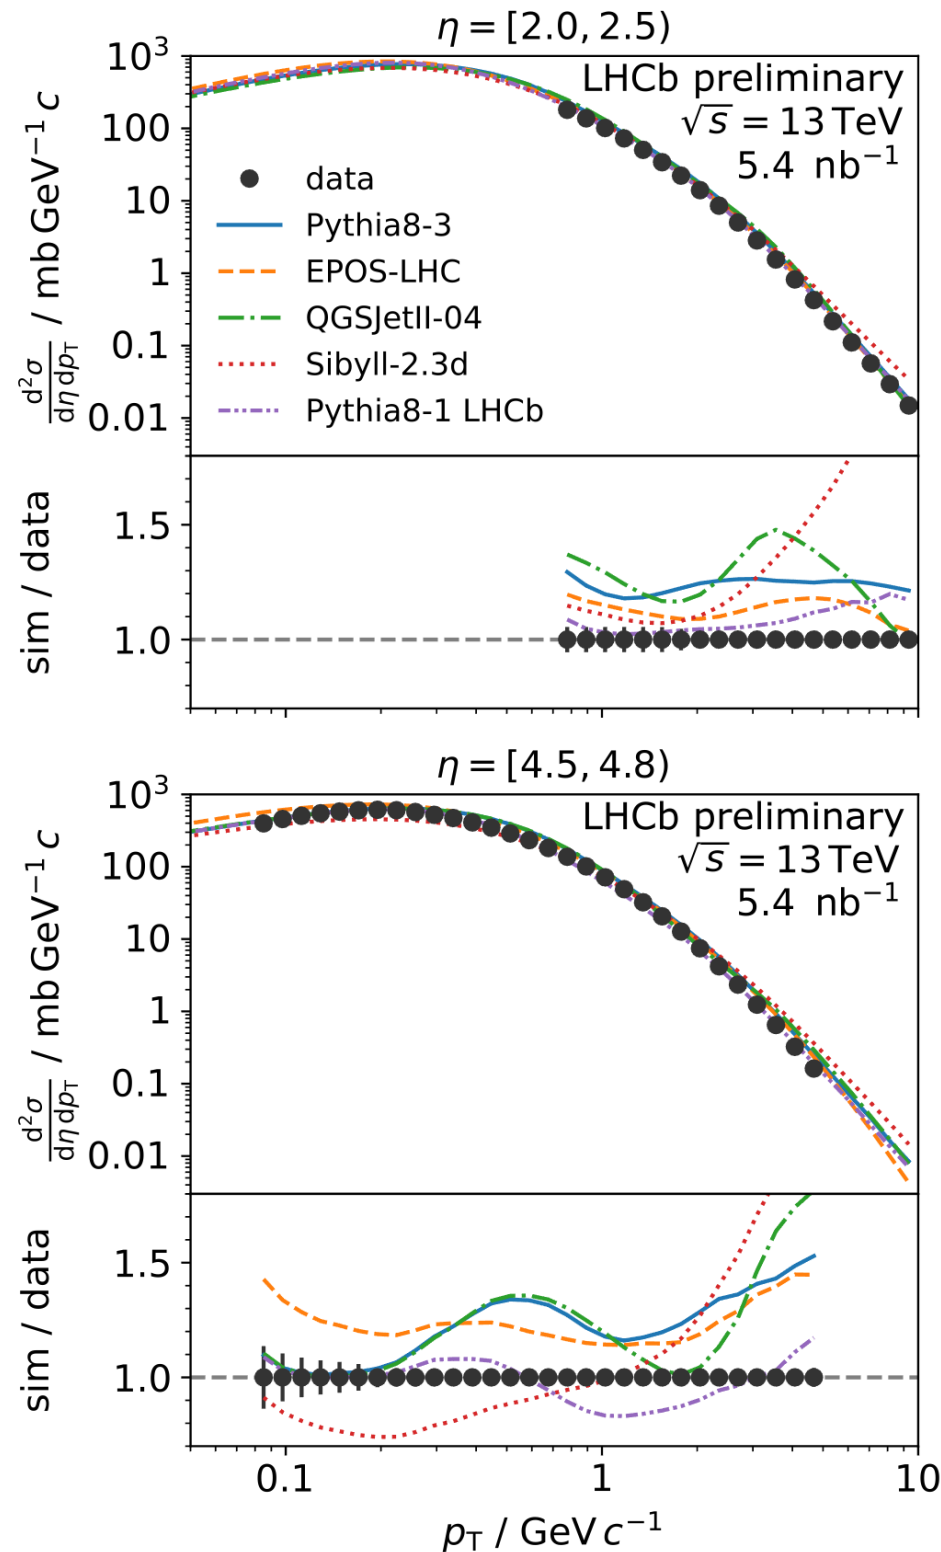 η = [2.0, 2.5)
10³
100
10
1
0.1
0.01
d²σ/dη dp_T / mb GeV⁻¹ c
LHCb preliminary
√s = 13 TeV
5.4 nb⁻¹
data
Pythia8-3
EPOS-LHC
QGSJetII-04
Sibyll-2.3d
Pythia8-1 LHCb
1.5
1.0
sim / data
η = [4.5, 4.8)
10³
100
10
1
0.1
0.01
d²σ/dη dp_T / mb GeV⁻¹ c
LHCb preliminary
√s = 13 TeV
5.4 nb⁻¹
1.5
1.0
sim / data
0.1 1 10
p_T / GeV c⁻¹